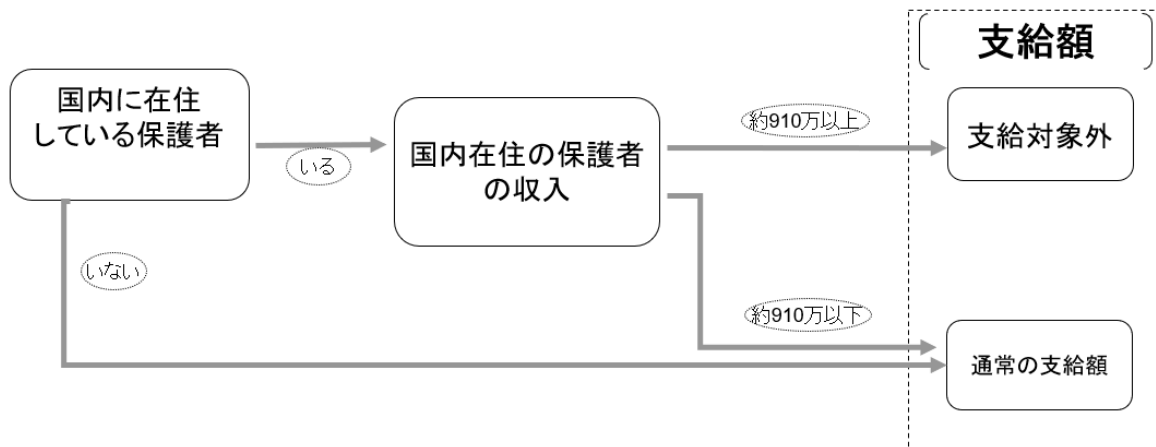 支給額
国内に在住
している保護者
いる
国内在住の保護者
の収入
約910万以上
支給対象外
いない
約910万以下
通常の支給額